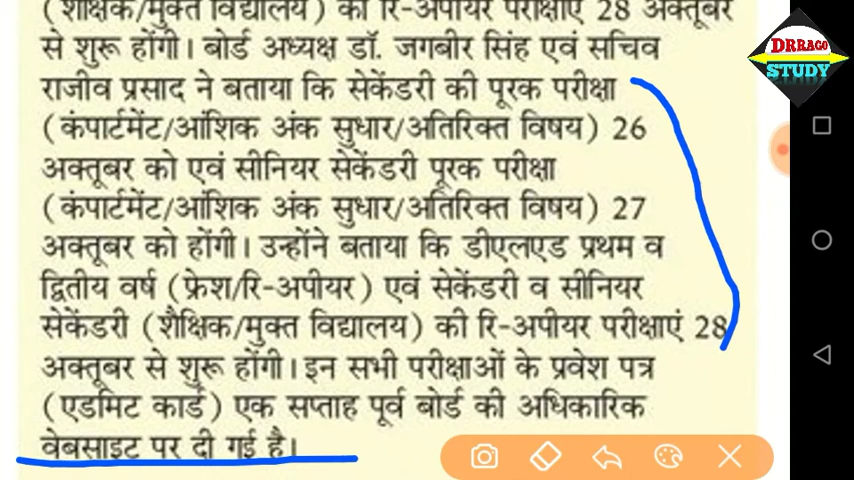 (शैक्षिक/मुक्त विद्यालय) की रि-अपीयर परीक्षाएं 28 अक्तूबर
से शुरू होंगी। बोर्ड अध्यक्ष डॉ. जगबीर सिंह एवं सचिव
राजीव प्रसाद ने बताया कि सेकेंडरी की पूरक परीक्षा
(कंपार्टमेंट/आंशिक अंक सुधार/अतिरिक्त विषय) 26
अक्तूबर को एवं सीनियर सेकेंडरी पूरक परीक्षा
(कंपार्टमेंट/आंशिक अंक सुधार/अतिरिक्त विषय) 27
अक्तूबर को होंगी। उन्होंने बताया कि डीएलएड प्रथम व
द्वितीय वर्ष (फ्रेश/रि-अपीयर) एवं सेकेंडरी व सीनियर
सेकेंडरी (शैक्षिक/मुक्त विद्यालय) की रि-अपीयर परीक्षाएं 28
अक्तूबर से शुरू होंगी। इन सभी परीक्षाओं के प्रवेश पत्र
(एडमिट कार्ड) एक सप्ताह पूर्व बोर्ड की अधिकारिक
वेबसाइट पर दी गई है।
DRRAGO
STUDY